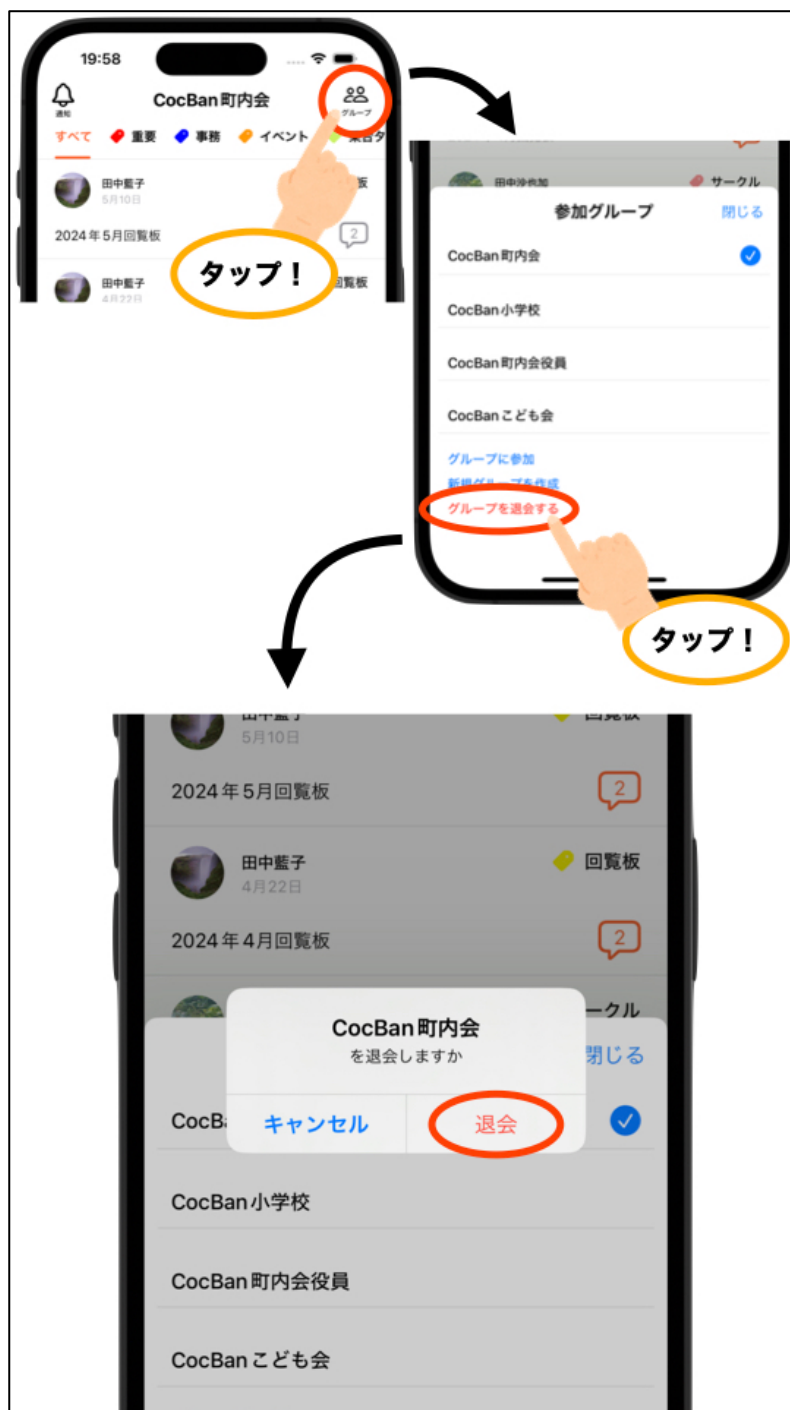 19:58
通知
CocBan町内会
グループ
すべて 重要 事務 イベント
田中藍子
5月10日
2024年5月回覧板
2
タップ！
田中藍子
4月22日
回覧板
田中沙也加
サークル
参加グループ
閉じる
CocBan町内会
CocBan小学校
CocBan町内会役員
CocBanこども会
グループに参加
新規グループを作成
グループを退会する
タップ！
田中藍子
回覧板
5月10日
2024年5月回覧板
2
田中藍子
回覧板
4月22日
2024年4月回覧板
2
CocBan町内会
を退会しますか
閉じる
キャンセル
退会
CocBan小学校
CocBan町内会役員
CocBanこども会